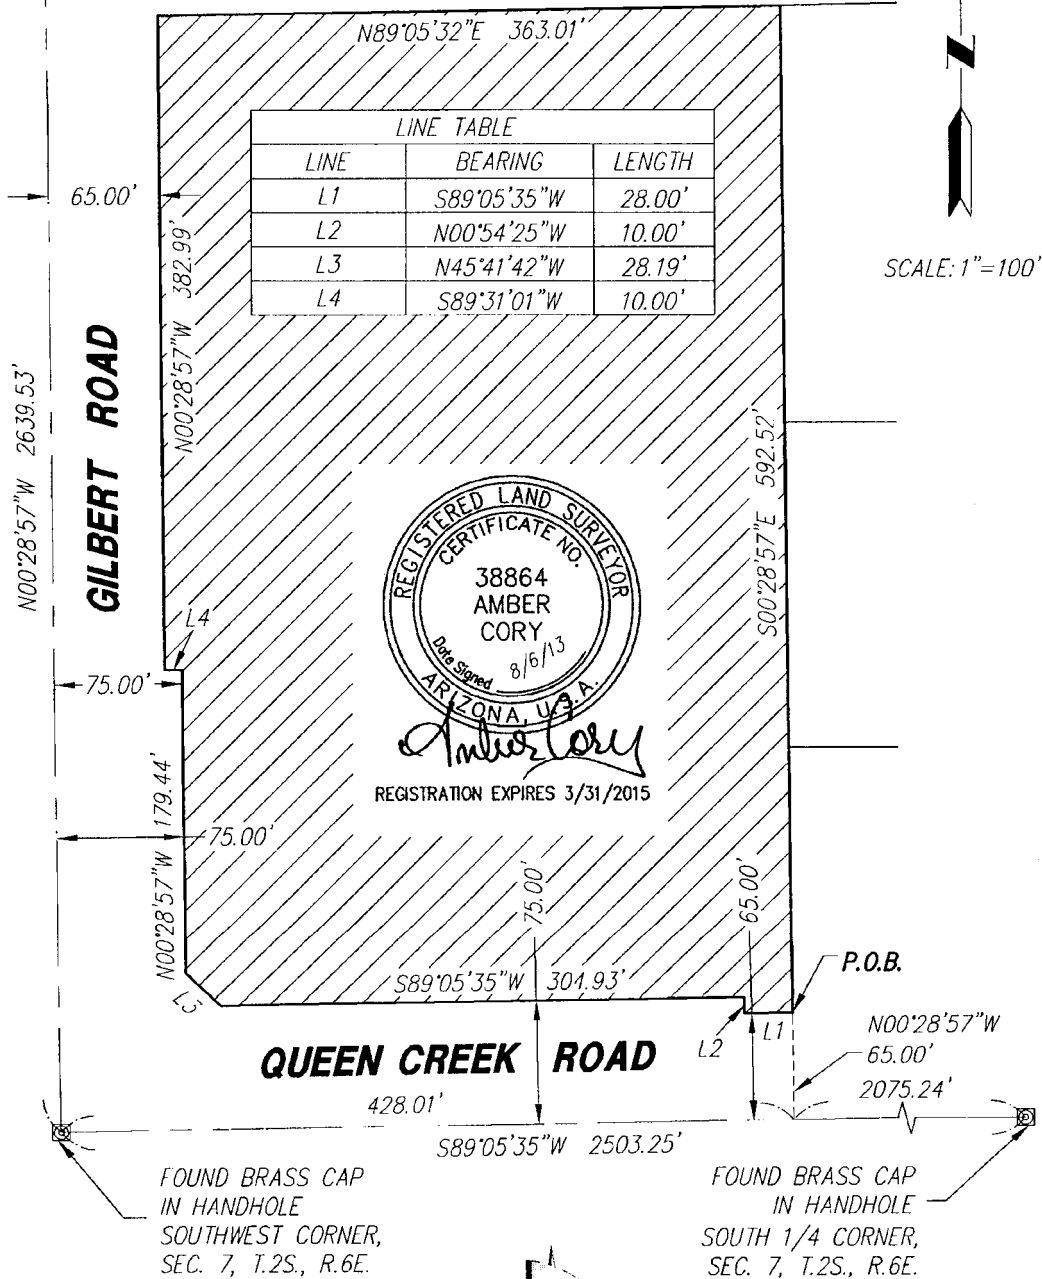 N89°05'32"E 363.01'
N
LINE TABLE
LINE BEARING LENGTH
L1 S89°05'35"W 28.00'
L2 N00°54'25"W 10.00'
L3 N45°41'42"W 28.19'
L4 S89°31'01"W 10.00'
65.00'
SCALE: 1"=100'
N00°28'57"W 382.99'
GILBERT ROAD
N00°28'57"W 2639.53'
S00°28'57"E 592.52'
REGISTERED LAND SURVEYOR
CERTIFICATE NO.
38864
AMBER
CORY
Date Signed 8/6/13
ARIZONA, U.S.A.
Amber Cory
REGISTRATION EXPIRES 3/31/2015
L4
75.00'
N00°28'57"W 179.44'
75.00'
75.00'
65.00'
P.O.B.
S89°05'35"W 304.93'
L3
L2
L1
N00°28'57"W
65.00'
QUEEN CREEK ROAD
2075.24'
428.01'
S89°05'35"W 2503.25'
FOUND BRASS CAP
IN HANDHOLE
SOUTHWEST CORNER,
SEC. 7, T.2S., R.6E.
FOUND BRASS CAP
IN HANDHOLE
SOUTH 1/4 CORNER,
SEC. 7, T.2S., R.6E.